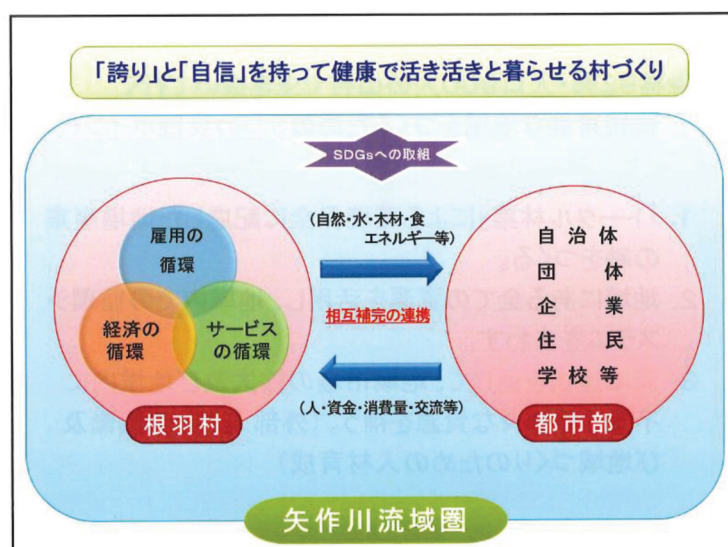 「誇り」と「自信」を持って健康で活き活きと暮らせる村づくり
SDGsへの取組
雇用の
循環
経済の
循環
サービス
の循環
根羽村
(自然・水・木材・食
エネルギー等)
相互補完の連携
(人・資金・消費量・交流等)
自治体
団体
企業
住民
学校等
都市部
矢作川流域圏